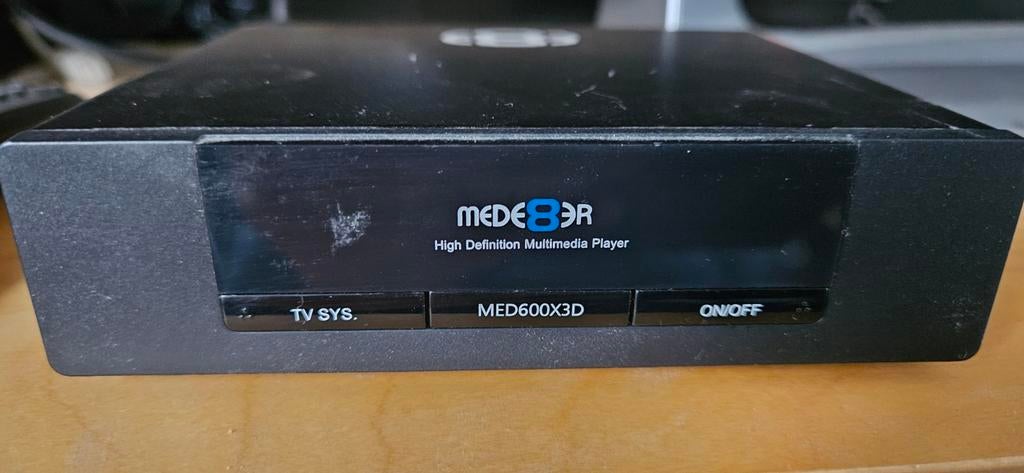 MEDE8ER
High Definition Multimedia Player
TV SYS. MED600X3D ON/OFF